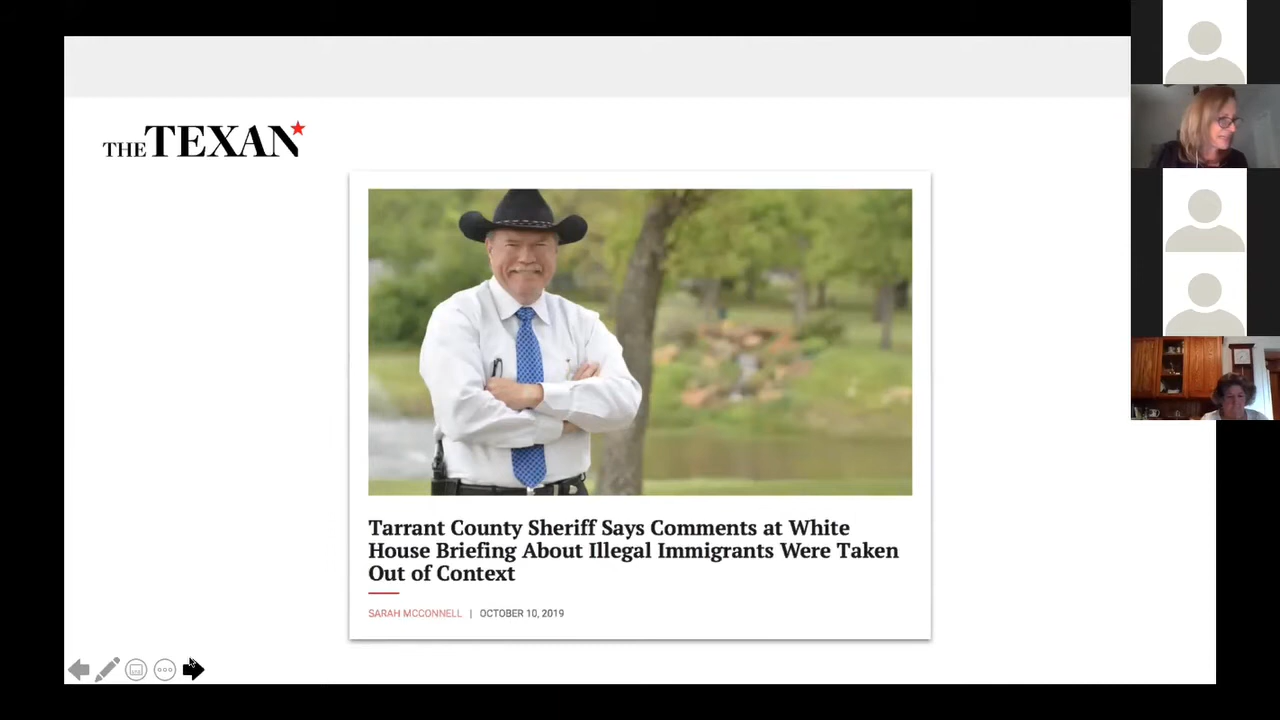 THE TEXAN
Tarrant County Sheriff Says Comments at White
House Briefing About Illegal Immigrants Were Taken
Out of Context
SARAH MCCONNELL | OCTOBER 10, 2019